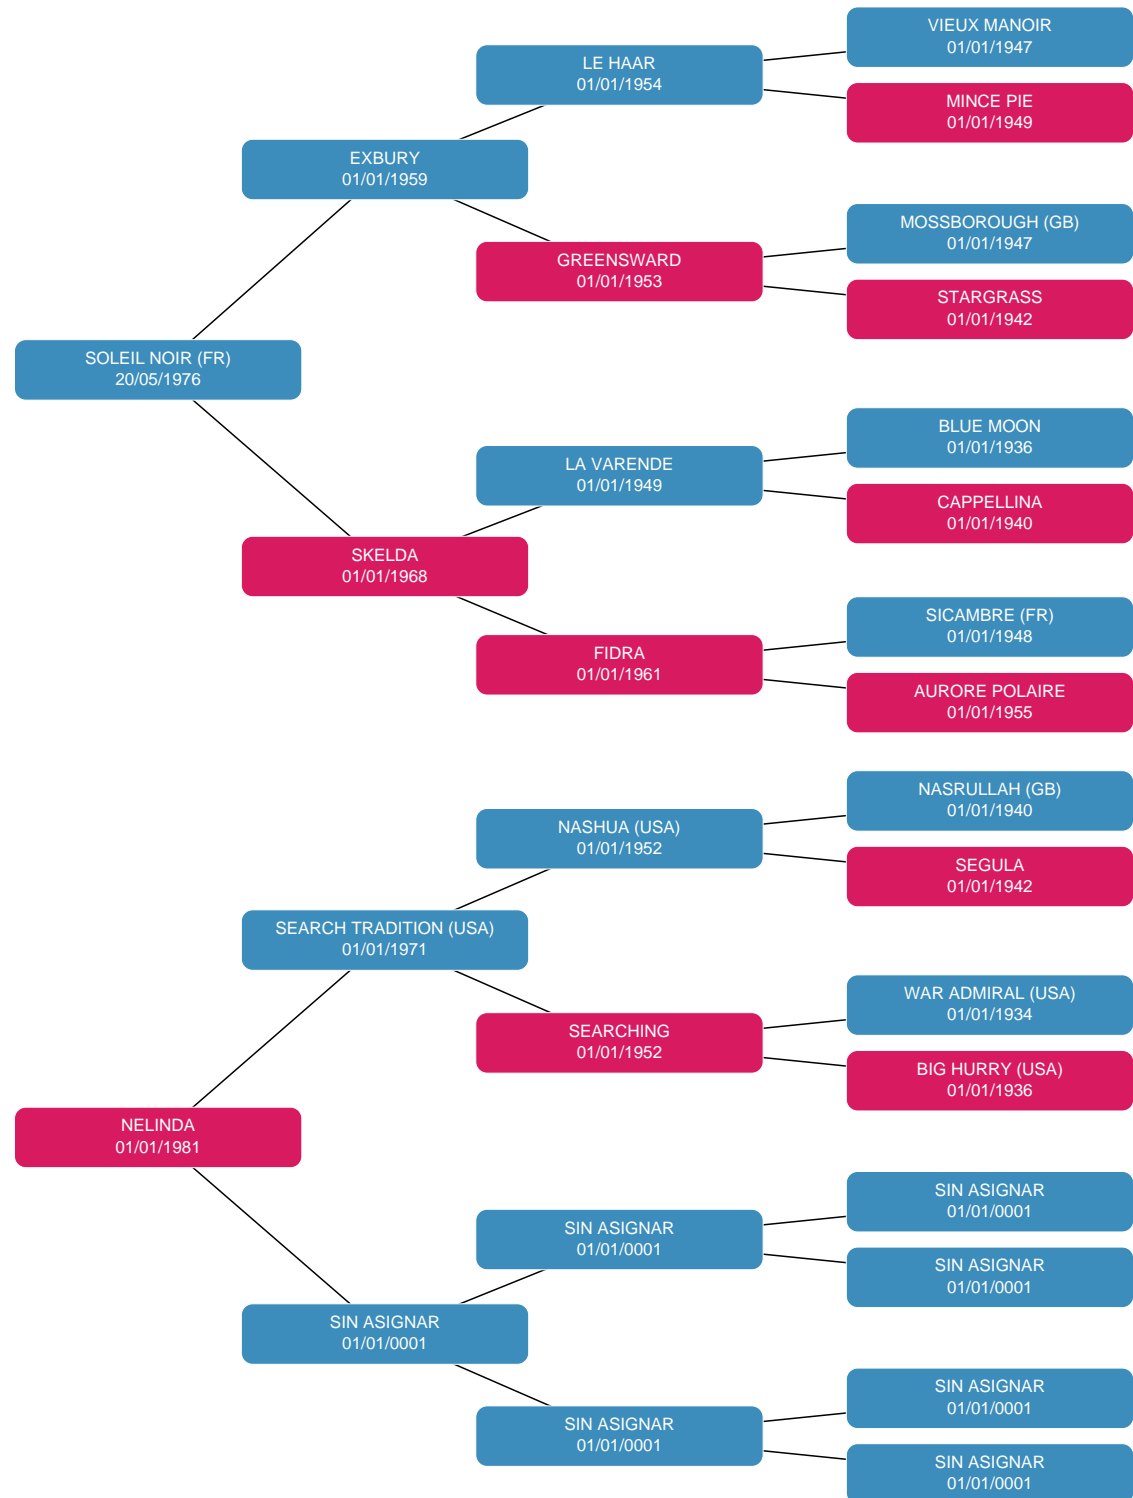 VIEUX MANOIR
01/01/1947
LE HAAR
01/01/1954
MINCE PIE
01/01/1949
EXBURY
01/01/1959
MOSSBOROUGH (GB)
01/01/1947
GREENSWARD
01/01/1953
STARGRASS
01/01/1942
SOLEIL NOIR (FR)
20/05/1976
BLUE MOON
01/01/1936
LA VARENDE
01/01/1949
CAPPELLINA
01/01/1940
SKELDA
01/01/1968
SICAMBRE (FR)
01/01/1948
FIDRA
01/01/1961
AURORE POLAIRE
01/01/1955
NASRULLAH (GB)
01/01/1940
NASHUA (USA)
01/01/1952
SEGULA
01/01/1942
SEARCH TRADITION (USA)
01/01/1971
WAR ADMIRAL (USA)
01/01/1934
SEARCHING
01/01/1952
BIG HURRY (USA)
01/01/1936
NELINDA
01/01/1981
SIN ASIGNAR
01/01/0001
SIN ASIGNAR
01/01/0001
SIN ASIGNAR
01/01/0001
SIN ASIGNAR
01/01/0001
SIN ASIGNAR
01/01/0001
SIN ASIGNAR
01/01/0001
SIN ASIGNAR
01/01/0001